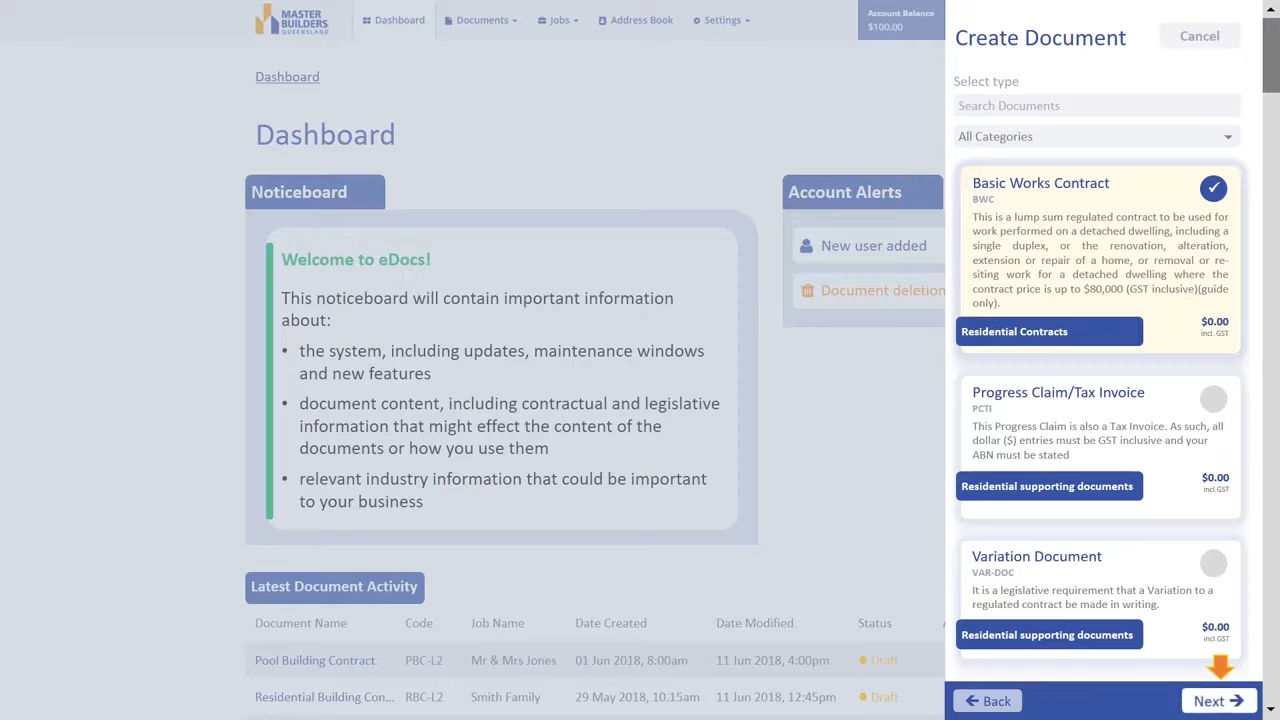 MASTER
BUILDERS
QUEENSLAND
Dashboard
Documents
Jobs
Address Book
Settings
Account Balance
$100.00
Dashboard
Dashboard
Noticeboard
Welcome to eDocs!
This noticeboard will contain important information
about:
• the system, including updates, maintenance windows
and new features
• document content, including contractual and legislative
information that might effect the content of the
documents or how you use them
• relevant industry information that could be important
to your business
Account Alerts
New user added
Document deletion
Latest Document Activity
Document Name Code Job Name Date Created Date Modified Status
Pool Building Contract PBC-L2 Mr & Mrs Jones 01 Jun 2018, 8:00am 11 Jun 2018, 4:00pm Draft
Residential Building Con... RBC-L2 Smith Family 29 May 2018, 10.15am 11 Jun 2018, 12:45pm Draft
Create Document
Cancel
Select type
Search Documents
All Categories
Basic Works Contract
BWC
This is a lump sum regulated contract to be used for
work performed on a detached dwelling, including a
single duplex, or the renovation, alteration,
extension or repair of a home, or removal or re-
siting work for a detached dwelling where the
contract price is up to $80,000 (GST inclusive)(guide
only).
Residential Contracts
$0.00
incl. GST
Progress Claim/Tax Invoice
PCTI
This Progress Claim is also a Tax Invoice. As such, all
dollar ($) entries must be GST inclusive and your
ABN must be stated
Residential supporting documents
$0.00
incl.GST
Variation Document
VAR-DOC
It is a legislative requirement that a Variation to a
regulated contract be made in writing.
Residential supporting documents
$0.00
incl.GST
Back
Next